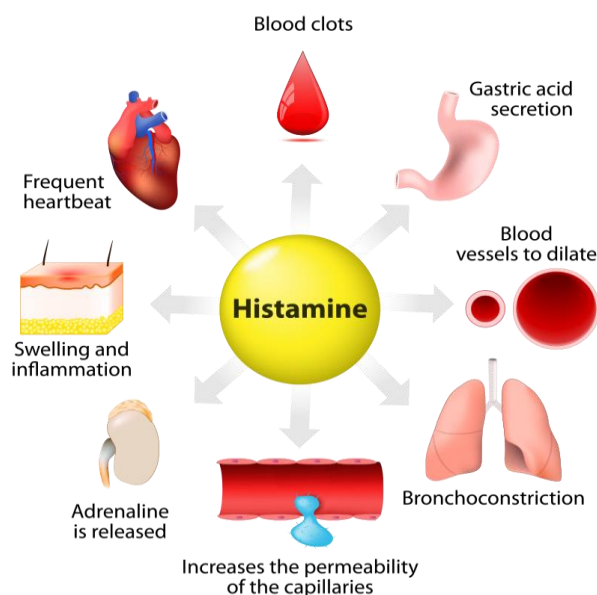 Blood clots
Gastric acid
secretion
Frequent
heartbeat
Blood
vessels to dilate
Histamine
Swelling and
inflammation
Bronchoconstriction
Adrenaline
is released
Increases the permeability
of the capillaries